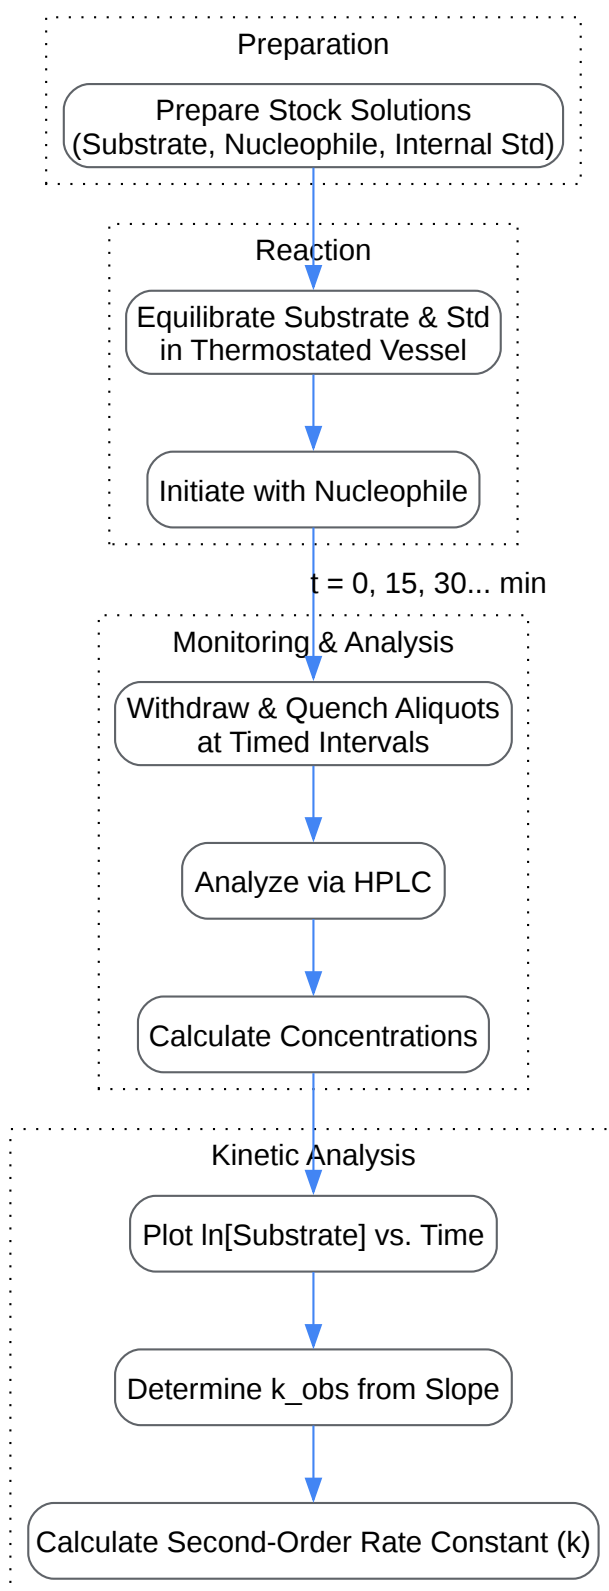 Preparation
Prepare Stock Solutions
(Substrate, Nucleophile, Internal Std)
Reaction
Equilibrate Substrate & Std
in Thermostated Vessel
Initiate with Nucleophile
t = 0, 15, 30... min
Monitoring & Analysis
Withdraw & Quench Aliquots
at Timed Intervals
Analyze via HPLC
Calculate Concentrations
Kinetic Analysis
Plot ln[Substrate] vs. Time
Determine k_obs from Slope
Calculate Second-Order Rate Constant (k)